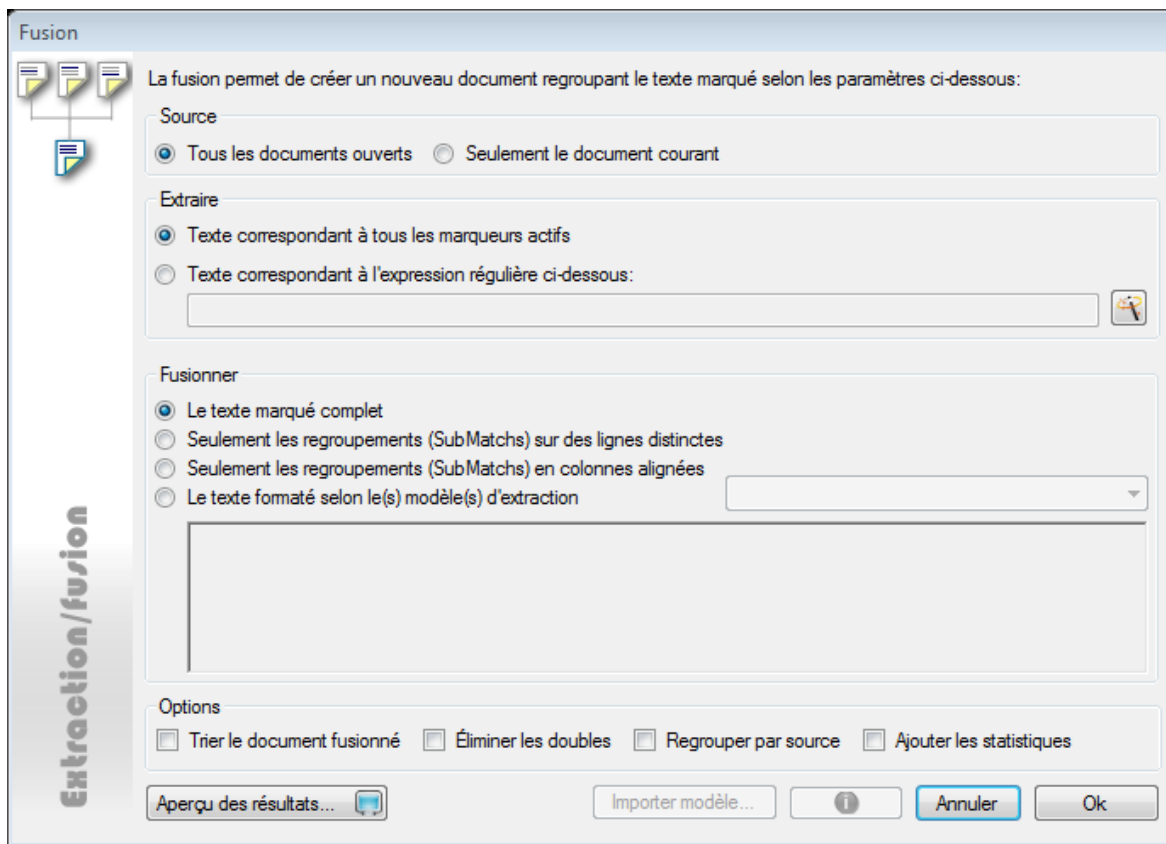 Fusion
La fusion permet de créer un nouveau document regroupant le texte marqué selon les paramètres ci-dessous:
Source
Tous les documents ouverts Seulement le document courant
Extraire
Texte correspondant à tous les marqueurs actifs
Texte correspondant à l'expression régulière ci-dessous:
Fusionner
Le texte marqué complet
Seulement les regroupements (SubMatchs) sur des lignes distinctes
Seulement les regroupements (SubMatchs) en colonnes alignées
Le texte formaté selon le(s) modèle(s) d'extraction
Extraction/fusion
Options
Trier le document fusionné Éliminer les doubles Regrouper par source Ajouter les statistiques
Aperçu des résultats... Importer modèle... Annuler Ok